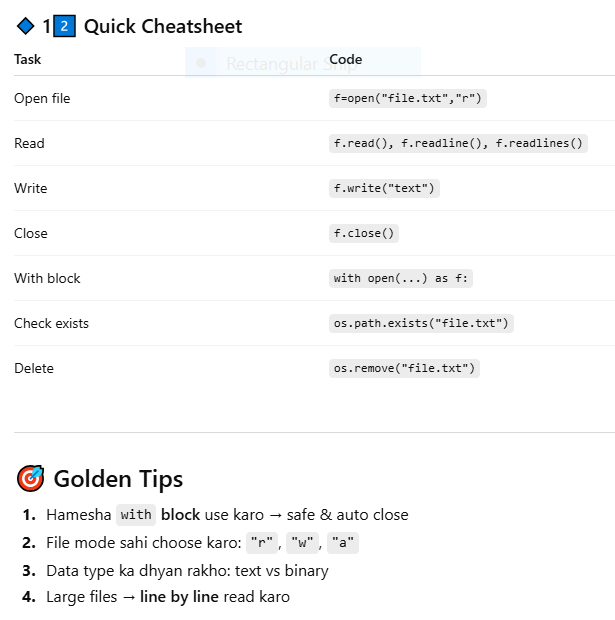 🔷 12️⃣ Quick Cheatsheet
Task Code
Open file f=open("file.txt","r")
Read f.read(), f.readline(), f.readlines()
Write f.write("text")
Close f.close()
With block with open(...) as f:
Check exists os.path.exists("file.txt")
Delete os.remove("file.txt")
🎯 Golden Tips
1. Hamesha with block use karo → safe & auto close
2. File mode sahi choose karo: "r", "w", "a"
3. Data type ka dhyan rakho: text vs binary
4. Large files → line by line read karo